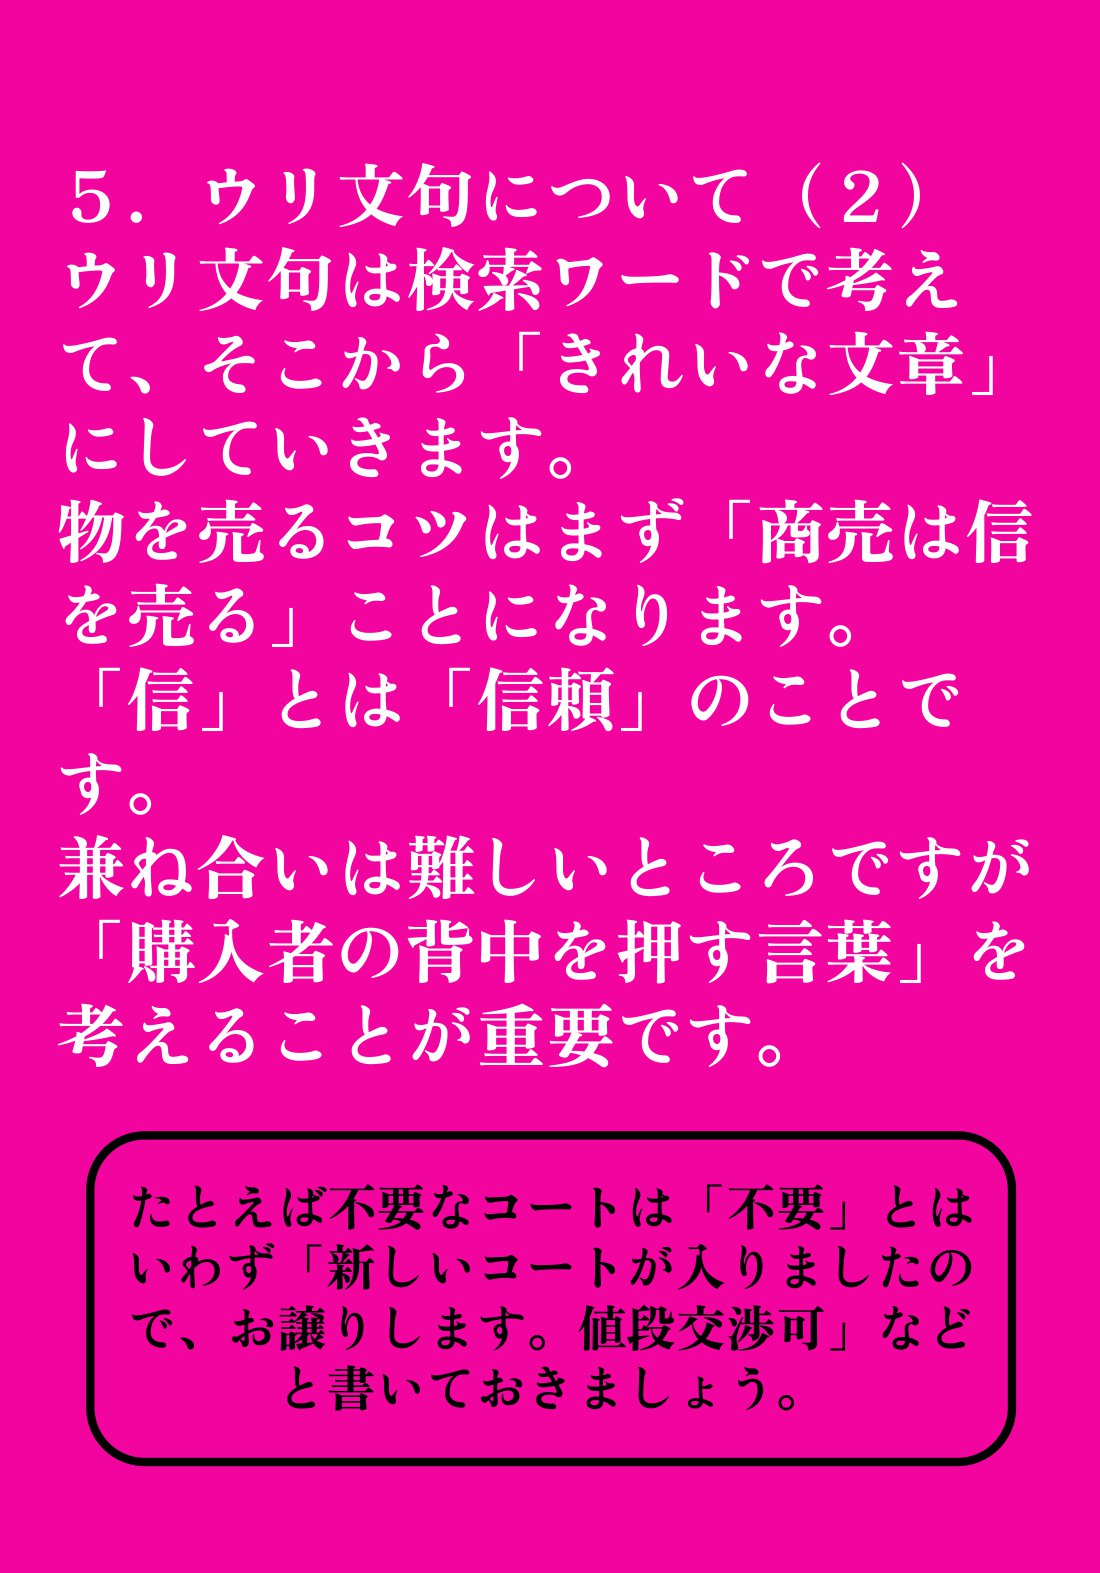 ５．ウリ文句について（２）
ウリ文句は検索ワードで考え
て、そこから「きれいな文章」
にしていきます。
物を売るコツはまず「商売は信
を売る」ことになります。
「信」とは「信頼」のことで
す。
兼ね合いは難しいところですが
「購入者の背中を押す言葉」を
考えることが重要です。
たとえば不要なコートは「不要」とは
いわず「新しいコートが入りましたの
で、お譲りします。値段交渉可」など
と書いておきましょう。